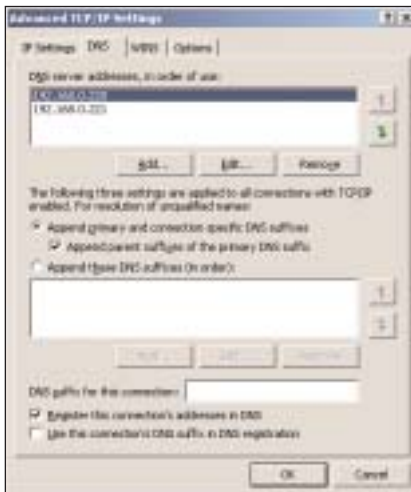 Advanced TCP/IP Settings
IP Settings DNS WINS Options
DNS server addresses, in order of use:
Add... Edit... Remove
The following three settings are applied to all connections with TCP/IP
enabled. For resolution of unqualified names:
Append primary and connection specific DNS suffixes
Append parent suffixes of the primary DNS suffix
Append these DNS suffixes (in order):
Add... Edit... Remove
DNS suffix for this connection:
Register this connection's addresses in DNS
Use this connection's DNS suffix in DNS registration
OK Cancel